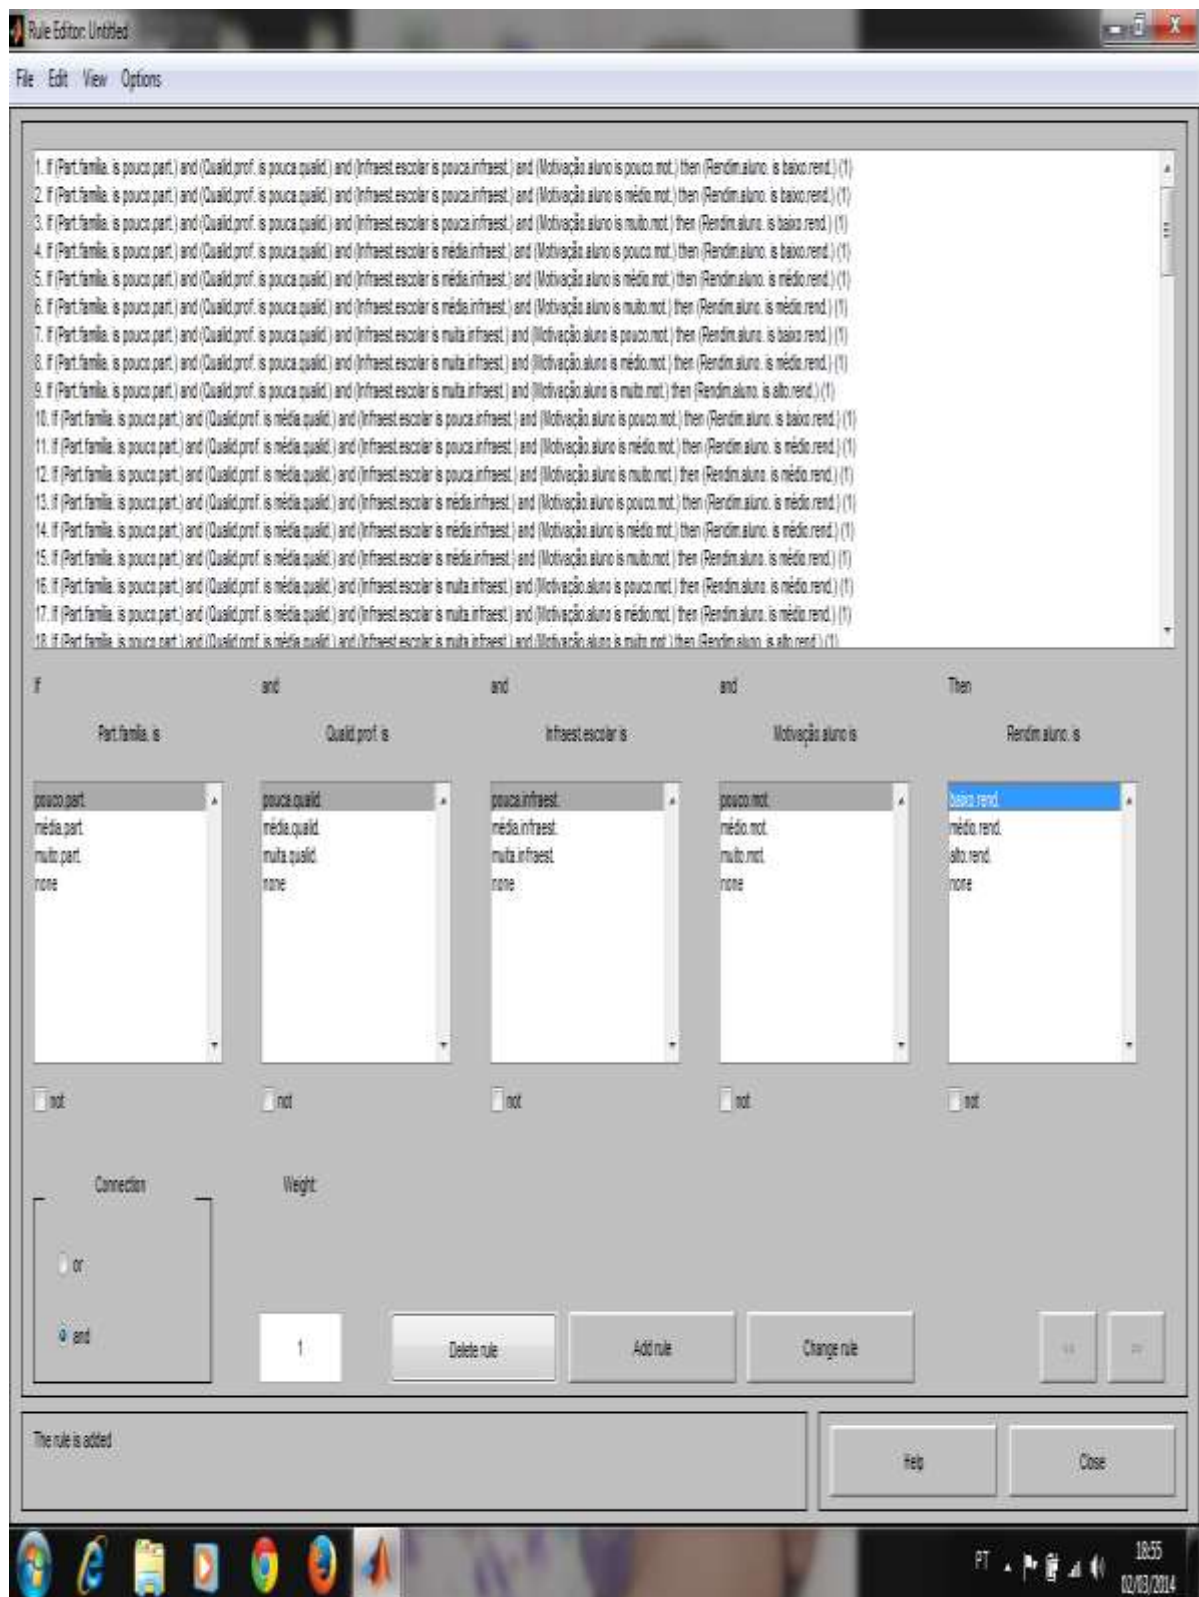 Rule Editor: Untitled
File Edit View Options
1. If (Part.família. is pouco.part.) and (Qualid.prof. is pouca.qualid.) and (Infraest.escolar is pouca.infraest.) and (Motivação.aluno is pouco.mot.) then (Rendim.aluno. is baixo.rend.) (1)
2. If (Part.família. is pouco.part.) and (Qualid.prof. is pouca.qualid.) and (Infraest.escolar is pouca.infraest.) and (Motivação.aluno is médio.mot.) then (Rendim.aluno. is baixo.rend.) (1)
3. If (Part.família. is pouco.part.) and (Qualid.prof. is pouca.qualid.) and (Infraest.escolar is pouca.infraest.) and (Motivação.aluno is muito.mot.) then (Rendim.aluno. is baixo.rend.) (1)
4. If (Part.família. is pouco.part.) and (Qualid.prof. is pouca.qualid.) and (Infraest.escolar is média.infraest.) and (Motivação.aluno is pouco.mot.) then (Rendim.aluno. is baixo.rend.) (1)
5. If (Part.família. is pouco.part.) and (Qualid.prof. is pouca.qualid.) and (Infraest.escolar is média.infraest.) and (Motivação.aluno is médio.mot.) then (Rendim.aluno. is médio.rend.) (1)
6. If (Part.família. is pouco.part.) and (Qualid.prof. is pouca.qualid.) and (Infraest.escolar is média.infraest.) and (Motivação.aluno is muito.mot.) then (Rendim.aluno. is médio.rend.) (1)
7. If (Part.família. is pouco.part.) and (Qualid.prof. is pouca.qualid.) and (Infraest.escolar is muita.infraest.) and (Motivação.aluno is pouco.mot.) then (Rendim.aluno. is baixo.rend.) (1)
8. If (Part.família. is pouco.part.) and (Qualid.prof. is pouca.qualid.) and (Infraest.escolar is muita.infraest.) and (Motivação.aluno is médio.mot.) then (Rendim.aluno. is médio.rend.) (1)
9. If (Part.família. is pouco.part.) and (Qualid.prof. is pouca.qualid.) and (Infraest.escolar is muita.infraest.) and (Motivação.aluno is muito.mot.) then (Rendim.aluno. is alto.rend.) (1)
10. If (Part.família. is pouco.part.) and (Qualid.prof. is média.qualid.) and (Infraest.escolar is pouca.infraest.) and (Motivação.aluno is pouco.mot.) then (Rendim.aluno. is baixo.rend.) (1)
11. If (Part.família. is pouco.part.) and (Qualid.prof. is média.qualid.) and (Infraest.escolar is pouca.infraest.) and (Motivação.aluno is médio.mot.) then (Rendim.aluno. is médio.rend.) (1)
12. If (Part.família. is pouco.part.) and (Qualid.prof. is média.qualid.) and (Infraest.escolar is pouca.infraest.) and (Motivação.aluno is muito.mot.) then (Rendim.aluno. is médio.rend.) (1)
13. If (Part.família. is pouco.part.) and (Qualid.prof. is média.qualid.) and (Infraest.escolar is média.infraest.) and (Motivação.aluno is pouco.mot.) then (Rendim.aluno. is médio.rend.) (1)
14. If (Part.família. is pouco.part.) and (Qualid.prof. is média.qualid.) and (Infraest.escolar is média.infraest.) and (Motivação.aluno is médio.mot.) then (Rendim.aluno. is médio.rend.) (1)
15. If (Part.família. is pouco.part.) and (Qualid.prof. is média.qualid.) and (Infraest.escolar is média.infraest.) and (Motivação.aluno is muito.mot.) then (Rendim.aluno. is médio.rend.) (1)
16. If (Part.família. is pouco.part.) and (Qualid.prof. is média.qualid.) and (Infraest.escolar is muita.infraest.) and (Motivação.aluno is pouco.mot.) then (Rendim.aluno. is médio.rend.) (1)
17. If (Part.família. is pouco.part.) and (Qualid.prof. is média.qualid.) and (Infraest.escolar is muita.infraest.) and (Motivação.aluno is médio.mot.) then (Rendim.aluno. is médio.rend.) (1)
18. If (Part.família. is pouco.part.) and (Qualid.prof. is média.qualid.) and (Infraest.escolar is muita.infraest.) and (Motivação.aluno is muito.mot.) then (Rendim.aluno. is alto.rend.) (1)
If and and and Then
Part.família. is Qualid.prof. is Infraest.escolar is Motivação.aluno is Rendim.aluno. is
pouco.part. pouca.qualid. pouca.infraest. pouco.mot. baixo.rend.
média.part. média.qualid. média.infraest. médio.mot. médio.rend.
muito.part. muita.qualid. muita.infraest. muito.mot. alto.rend.
none none none none none
not not not not not
Connection Weight:
or
and 1 Delete rule Add rule Change rule << >>
The rule is added
Help Close
PT 18:55
02/03/2014